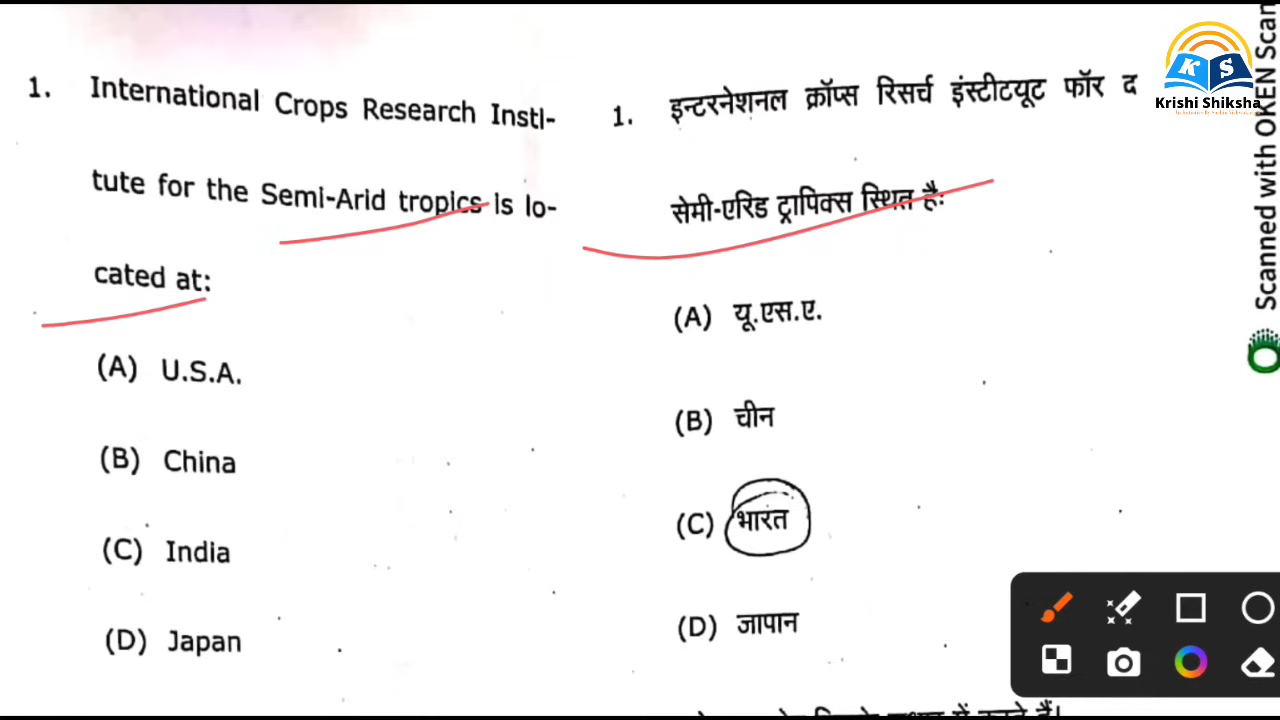 1. International Crops Research Insti-
tute for the Semi-Arid tropics is lo-
cated at:
(A) U.S.A.
(B) China
(C) India
(D) Japan
1. इन्टरनेशनल क्रॉप्स रिसर्च इंस्टीटयूट फॉर द
सेमी-एरिड ट्रापिक्स स्थित है:
(A) यू.एस.ए.
(B) चीन
(C) भारत
(D) जापान
K S
Krishi Shiksha
Scanned with OKEN Scan